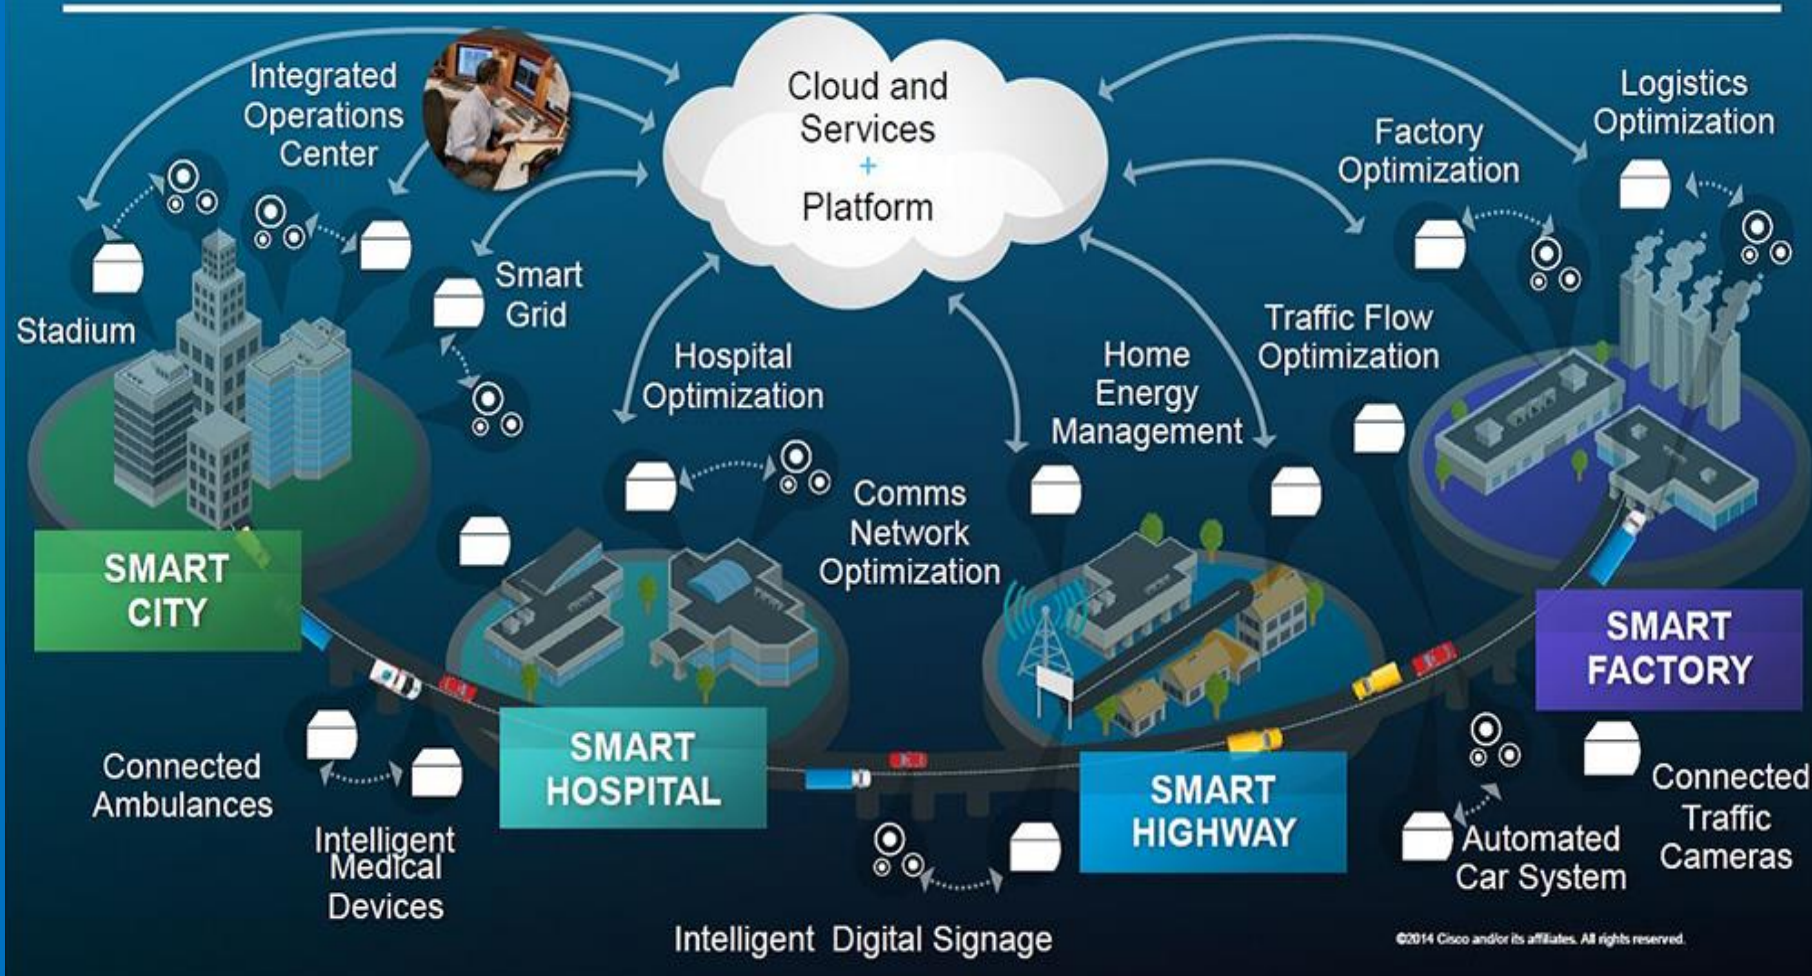 Cloud and
Services
+
Platform
Integrated
Operations
Center
Logistics
Optimization
Factory
Optimization
Stadium
Smart
Grid
Hospital
Optimization
Home
Energy
Management
Traffic Flow
Optimization
Comms
Network
Optimization
SMART
CITY
SMART
HOSPITAL
SMART
HIGHWAY
SMART
FACTORY
Connected
Ambulances
Intelligent
Medical
Devices
Intelligent Digital Signage
Automated
Car System
Connected
Traffic
Cameras
©2014 Cisco and/or its affiliates. All rights reserved.